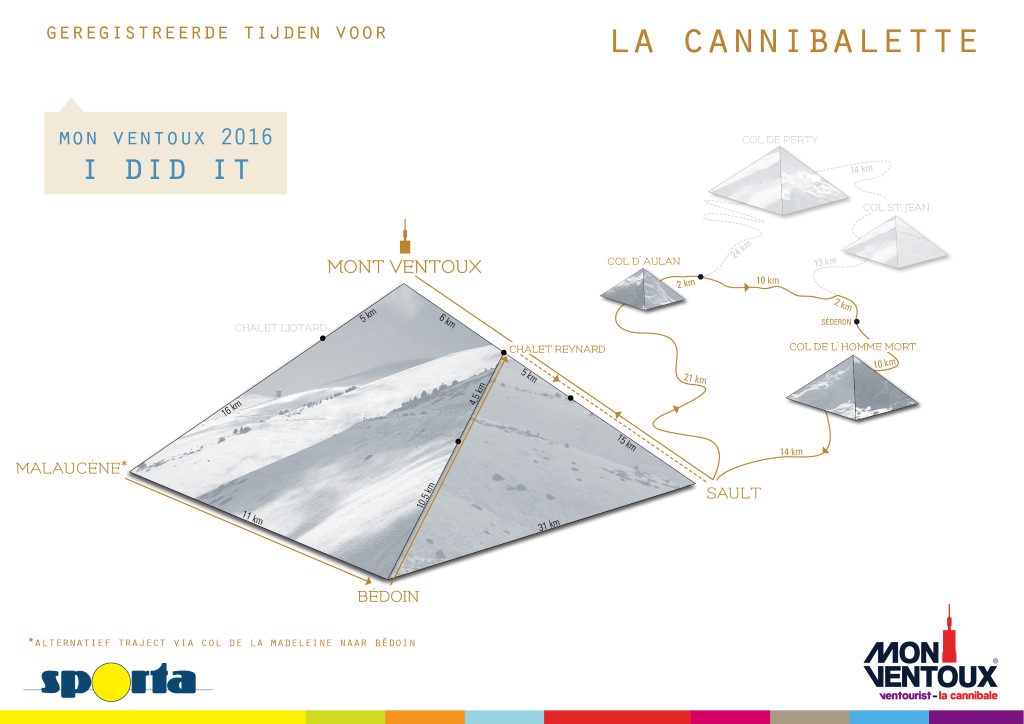 GEREGISTREERDE TIJDEN VOOR
LA CANNIBALETTE
MON VENTOUX 2016
I DID IT
COL DE PERTY
14 km
COL ST JEAN
24 km
13 km
COL D'AULAN
2 km
10 km
2 km
SÉDERON
COL DE L'HOMME MORT
10 km
21 km
14 km
MONT VENTOUX
5 km
6 km
CHALET LIOTARD
CHALET REYNARD
5 km
16 km
4,5 km
15 km
MALAUCÈNE*
SAULT
10,5 km
11 km
31 km
BÉDOIN
*ALTERNATIEF TRAJECT VIA COL DE LA MADELEINE NAAR BÉDOIN
sporta
MON
VENTOUX®
ventourist - la cannibale